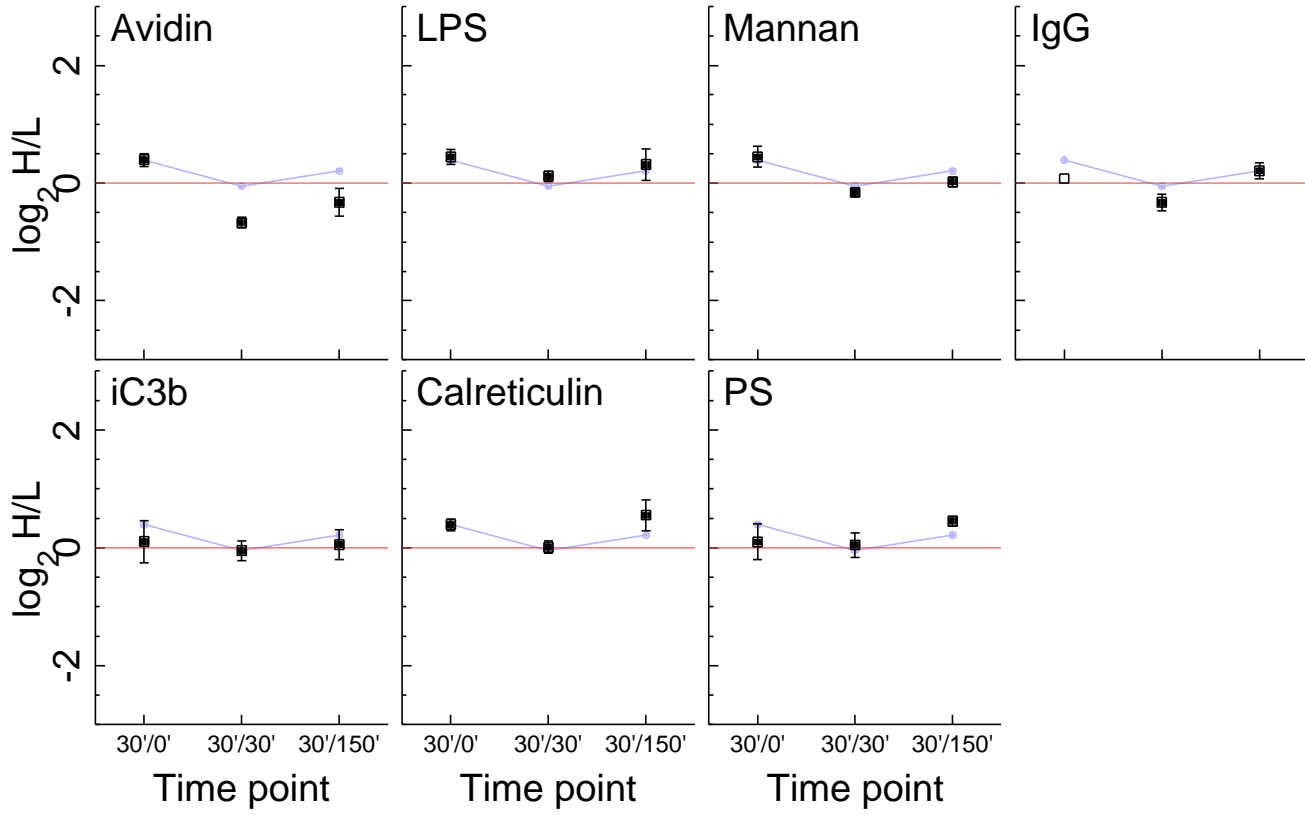 Avidin LPS Mannan IgG
2
0
-2
log2 H/L
iC3b Calreticulin PS
2
0
-2
log2 H/L
30'/0' 30'/30' 30'/150' 30'/0' 30'/30' 30'/150' 30'/0' 30'/30' 30'/150'
Time point Time point Time point